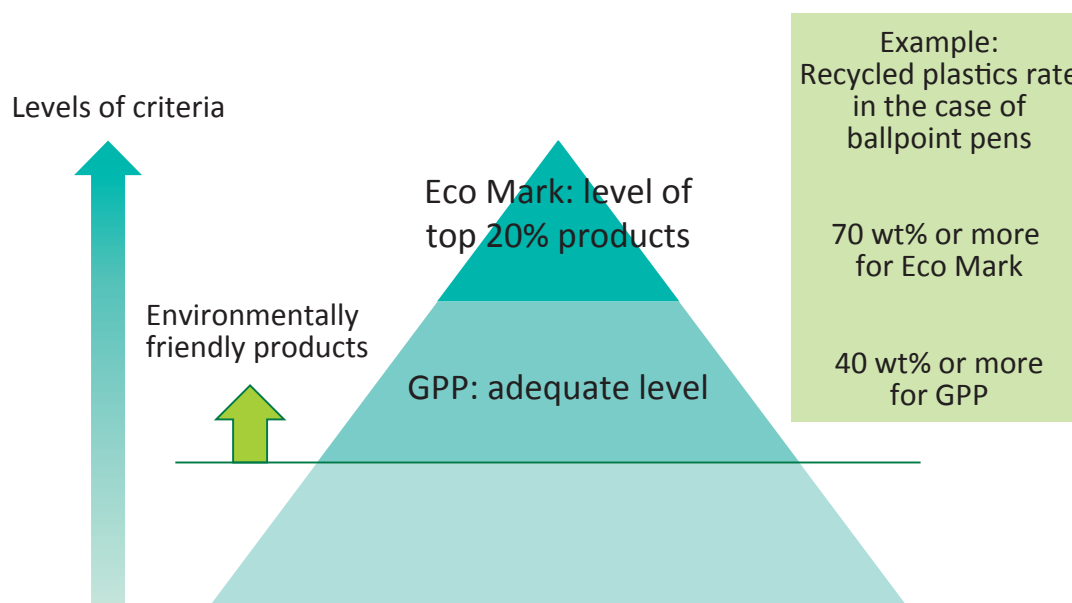 Levels of criteria
Eco Mark: level of
top 20% products
Environmentally
friendly products
GPP: adequate level
Example:
Recycled plastics rate
in the case of
ballpoint pens
70 wt% or more
for Eco Mark
40 wt% or more
for GPP